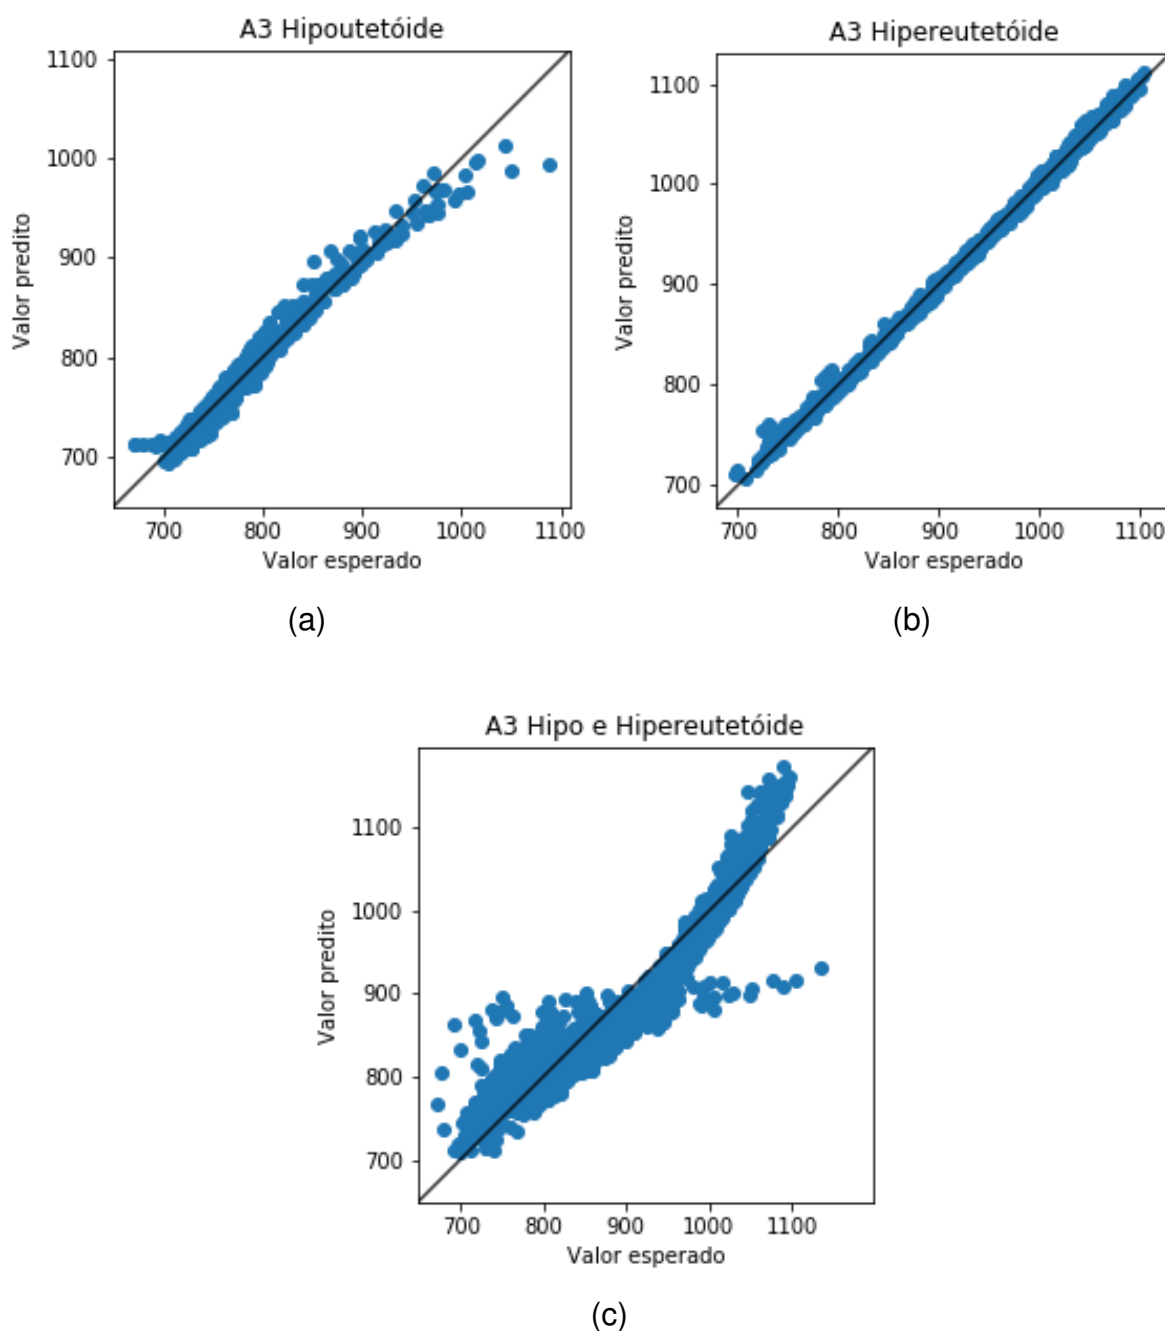 A3 Hipoutetóide
1100
1000
900
800
700
Valor predito
700 800 900 1000 1100
Valor esperado
(a)
A3 Hipereutetóide
1100
1000
900
800
700
Valor predito
700 800 900 1000 1100
Valor esperado
(b)
A3 Hipo e Hipereutetóide
1100
1000
900
800
700
Valor predito
700 800 900 1000 1100
Valor esperado
(c)